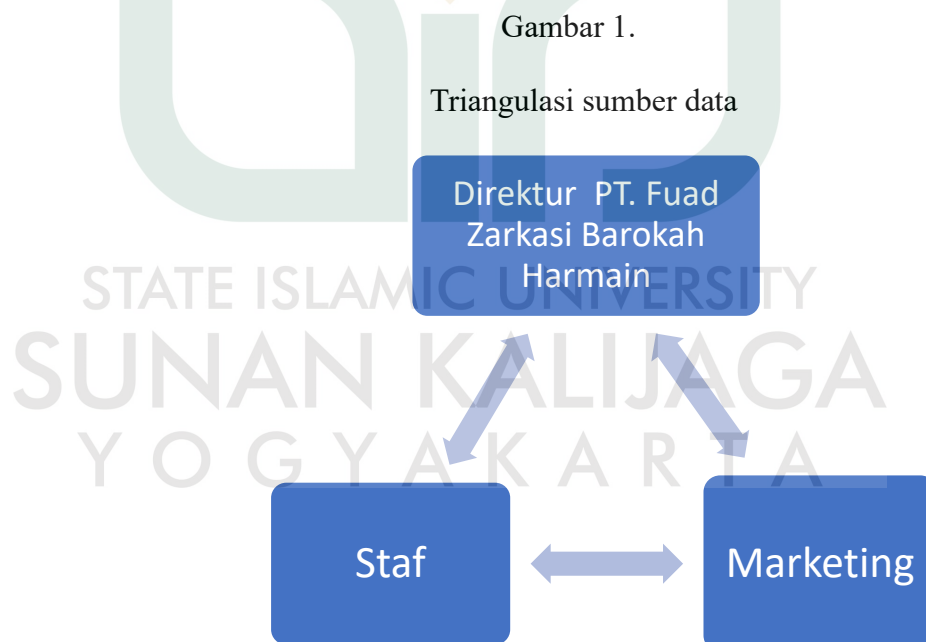 Gambar 1.
Triangulasi sumber data
Direktur PT. Fuad
Zarkasi Barokah
Harmain
STATE ISLAMIC UNIVERSITY
SUNAN KALIJAGA
YOGYAKARTA
Staf
Marketing